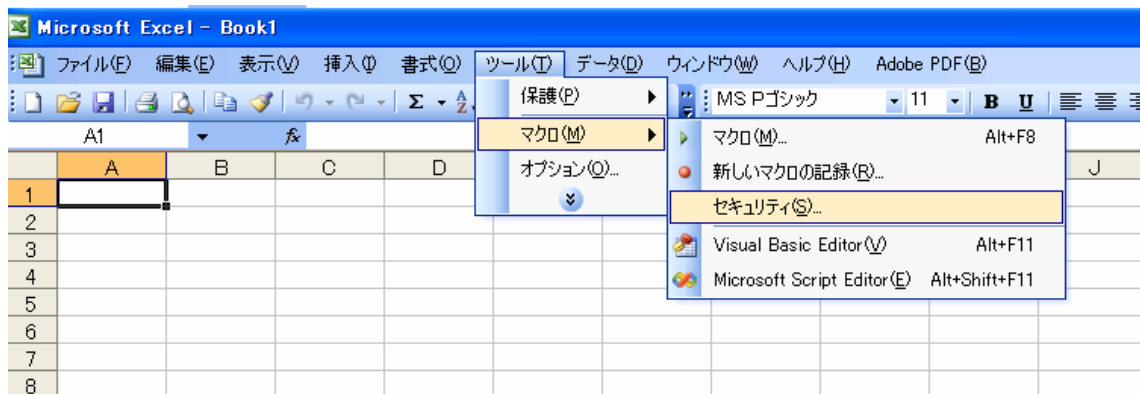 Microsoft Excel - Book1
ファイル(F) 編集(E) 表示(V) 挿入(I) 書式(O) ツール(T) データ(D) ウィンドウ(W) ヘルプ(H) Adobe PDF(B)
Σ A Z 保護(P) MS Pゴシック 11 B U
A1 fx マクロ(M) マクロ(M)... Alt+F8
A B C D オプション(O)... 新しいマクロの記録(R)... J
1 セキュリティ(S)...
2
3 Visual Basic Editor(V) Alt+F11
4 Microsoft Script Editor(E) Alt+Shift+F11
5
6
7
8